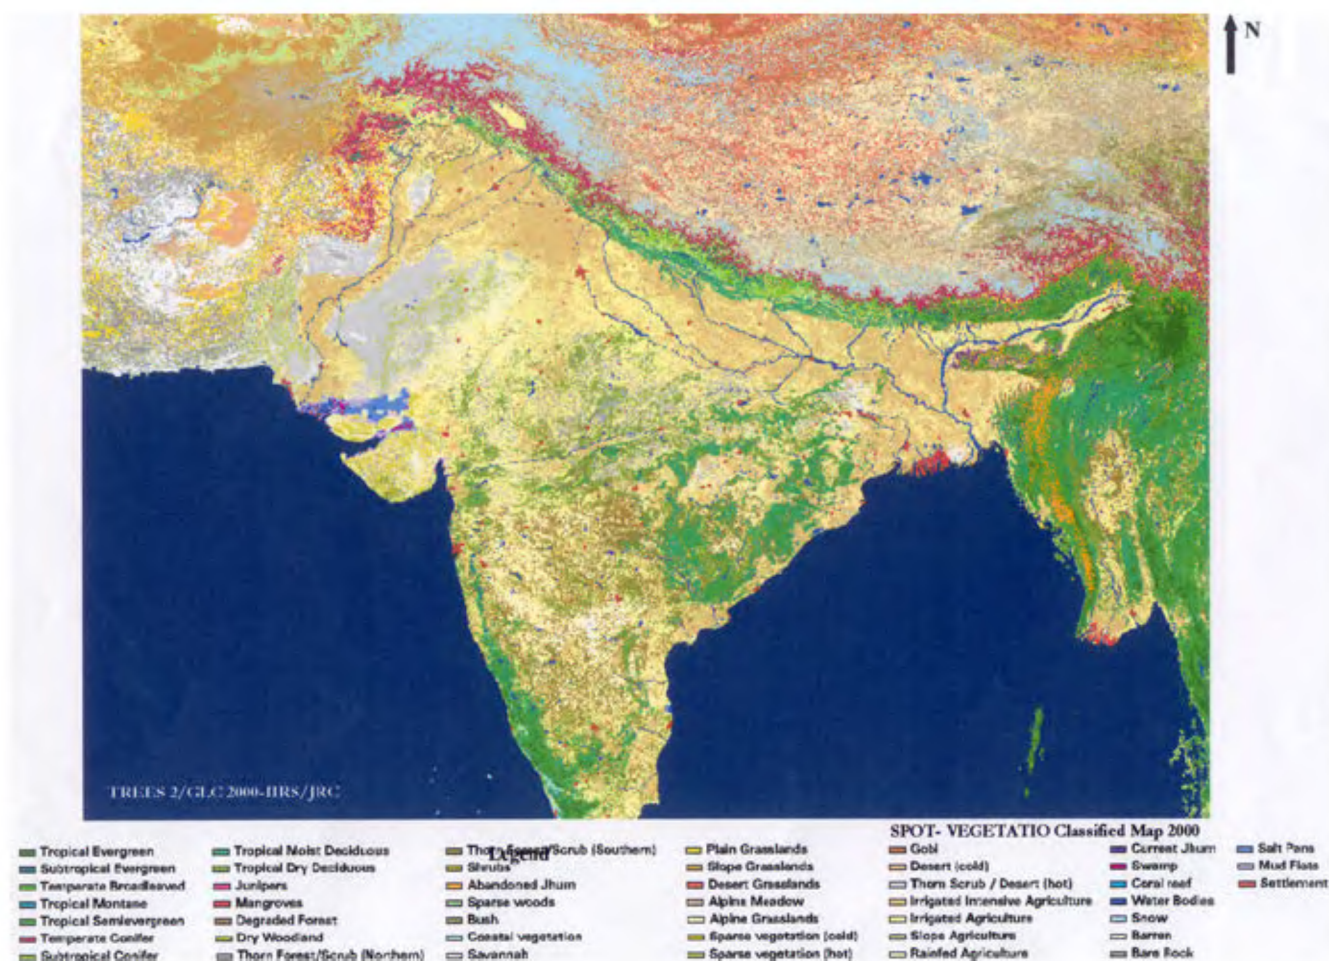 N
TREES 2/GLC 2000-IIRS/JRC
SPOT- VEGETATIO Classified Map 2000
Legend
Tropical Evergreen
Subtropical Evergreen
Temperate Broadleaved
Tropical Montane
Tropical Semievergreen
Temperate Conifer
Subtropical Conifer
Tropical Moist Deciduous
Tropical Dry Deciduous
Junipers
Mangroves
Degraded Forest
Dry Woodland
Thorn Forest/Scrub (Northern)
Thorn Forest/Scrub (Southern)
Shrubs
Abandoned Jhum
Sparse woods
Bush
Coastal vegetation
Savannah
Plain Grasslands
Slope Grasslands
Desert Grasslands
Alpine Meadow
Alpine Grasslands
Sparse vegetation (cold)
Sparse vegetation (hot)
Gobi
Desert (cold)
Thorn Scrub / Desert (hot)
Irrigated Intensive Agriculture
Irrigated Agriculture
Slope Agriculture
Rainfed Agriculture
Current Jhum
Swamp
Coral reef
Water Bodies
Snow
Barren
Bare Rock
Salt Pans
Mud Flats
Settlement